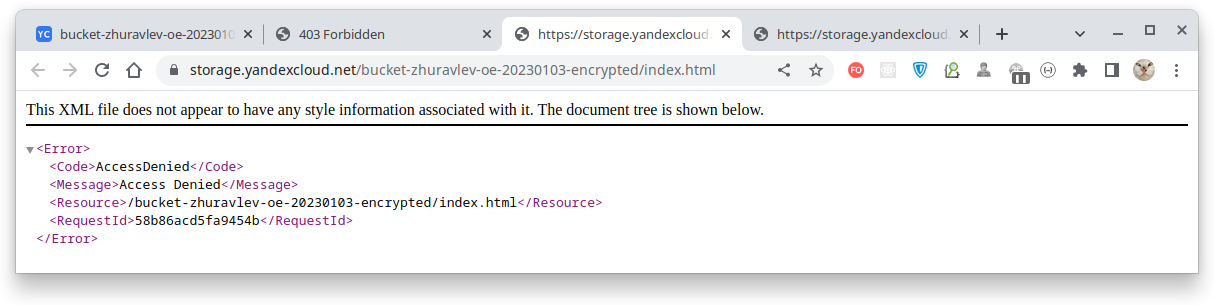 YC bucket-zhuravlev-oe-2023010 403 Forbidden https://storage.yandexcloud. https://storage.yandexcloud.
storage.yandexcloud.net/bucket-zhuravlev-oe-20230103-encrypted/index.html FO
This XML file does not appear to have any style information associated with it. The document tree is shown below.
<Error>
<Code>AccessDenied</Code>
<Message>Access Denied</Message>
<Resource>/bucket-zhuravlev-oe-20230103-encrypted/index.html</Resource>
<RequestId>58b86acd5fa9454b</RequestId>
</Error>